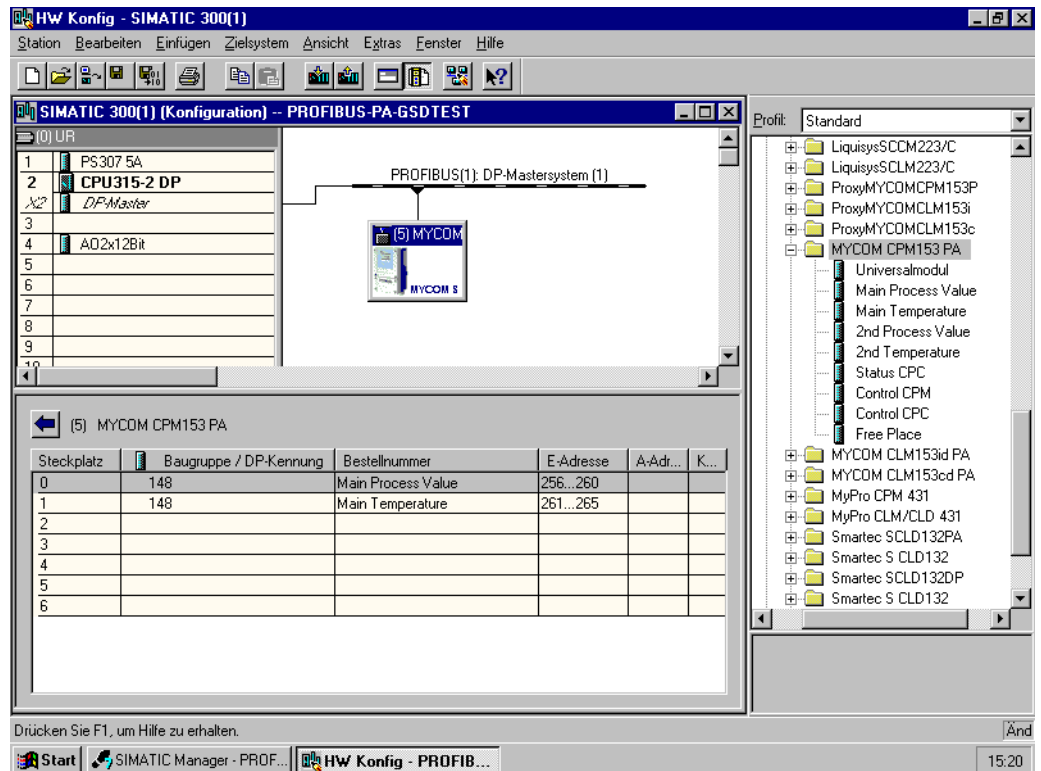 HW Konfig - SIMATIC 300(1)
Station Bearbeiten Einfügen Zielsystem Ansicht Extras Fenster Hilfe
SIMATIC 300(1) (Konfiguration) -- PROFIBUS-PA-GSDTEST
(0) UR
1 PS307 5A
2 CPU315-2 DP
X2 DP-Master
3
4 AO2x12Bit
5
6
7
8
9
10
PROFIBUS(1): DP-Mastersystem (1)
(5) MYCOM
MYCOM S
(5) MYCOM CPM153 PA
Steckplatz Baugruppe / DP-Kennung Bestellnummer E-Adresse A-Adr... K...
0 148 Main Process Value 256...260
1 148 Main Temperature 261...265
2
3
4
5
6
Profil: Standard
LiquisysSCCM223/C
LiquisysSCLM223/C
ProxyMYCOMCPM153P
ProxyMYCOMCLM153i
ProxyMYCOMCLM153c
MYCOM CPM153 PA
Universalmodul
Main Process Value
Main Temperature
2nd Process Value
2nd Temperature
Status CPC
Control CPM
Control CPC
Free Place
MYCOM CLM153id PA
MYCOM CLM153cd PA
MyPro CPM 431
MyPro CLM/CLD 431
Smartec SCLD132PA
Smartec S CLD132
Smartec SCLD132DP
Smartec S CLD132
Drücken Sie F1, um Hilfe zu erhalten.
Änd
Start SIMATIC Manager - PROF... HW Konfig - PROFIB... 15:20